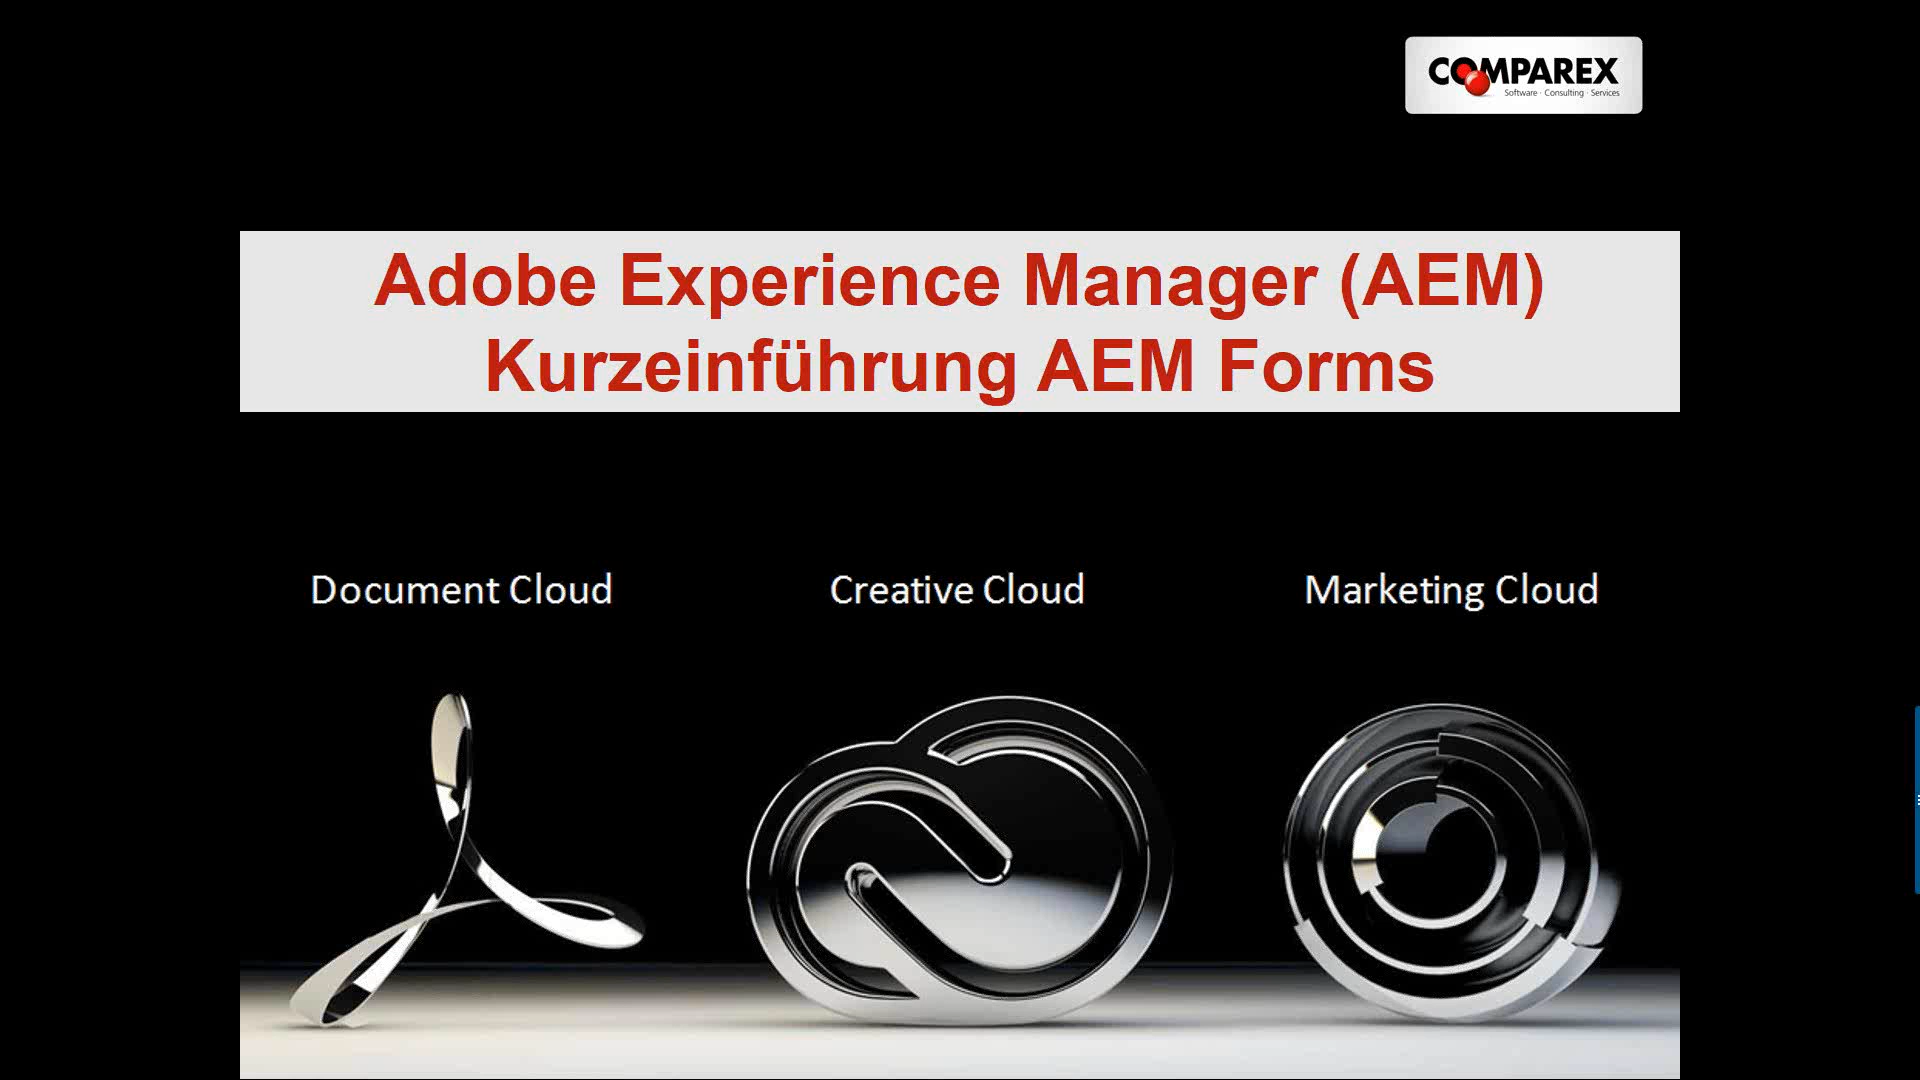 COMPAREX
Software · Consulting · Services
Adobe Experience Manager (AEM)
Kurzeinführung AEM Forms
Document Cloud
Creative Cloud
Marketing Cloud